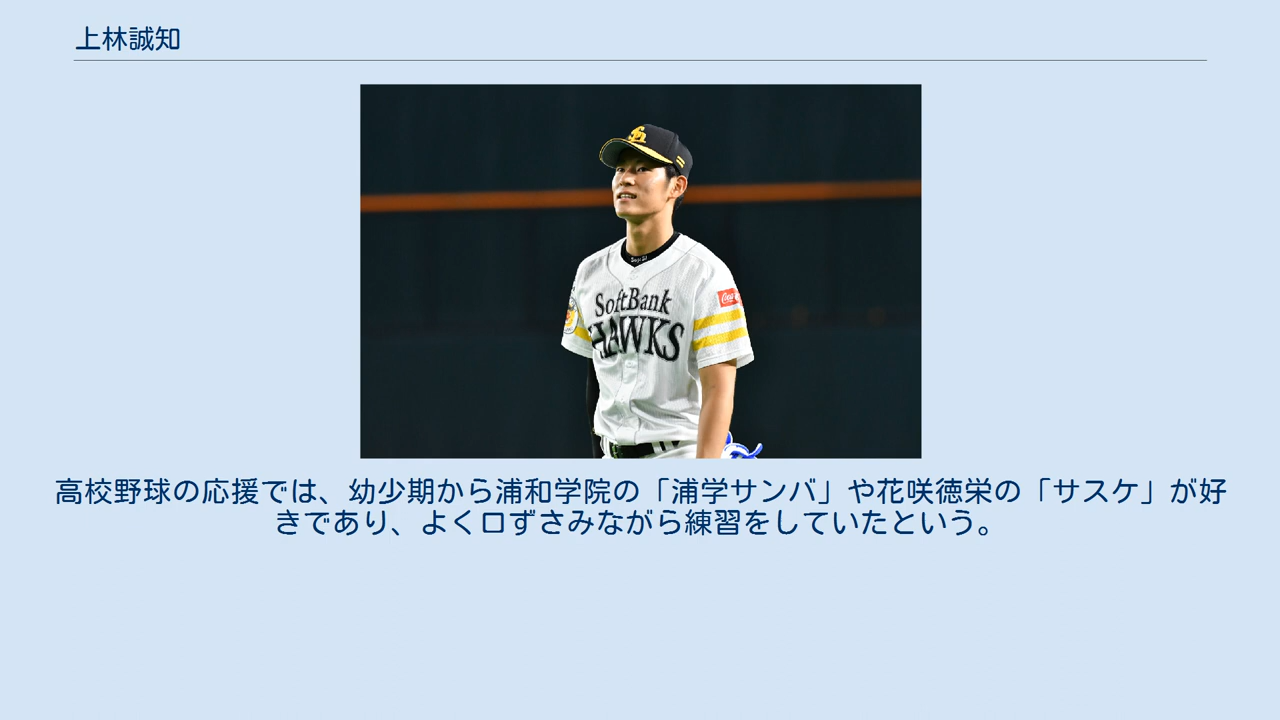 上林誠知
SoftBank
HAWKS
高校野球の応援では、幼少期から浦和学院の「浦学サンバ」や花咲徳栄の「サスケ」が好
きであり、よく口ずさみながら練習をしていたという。